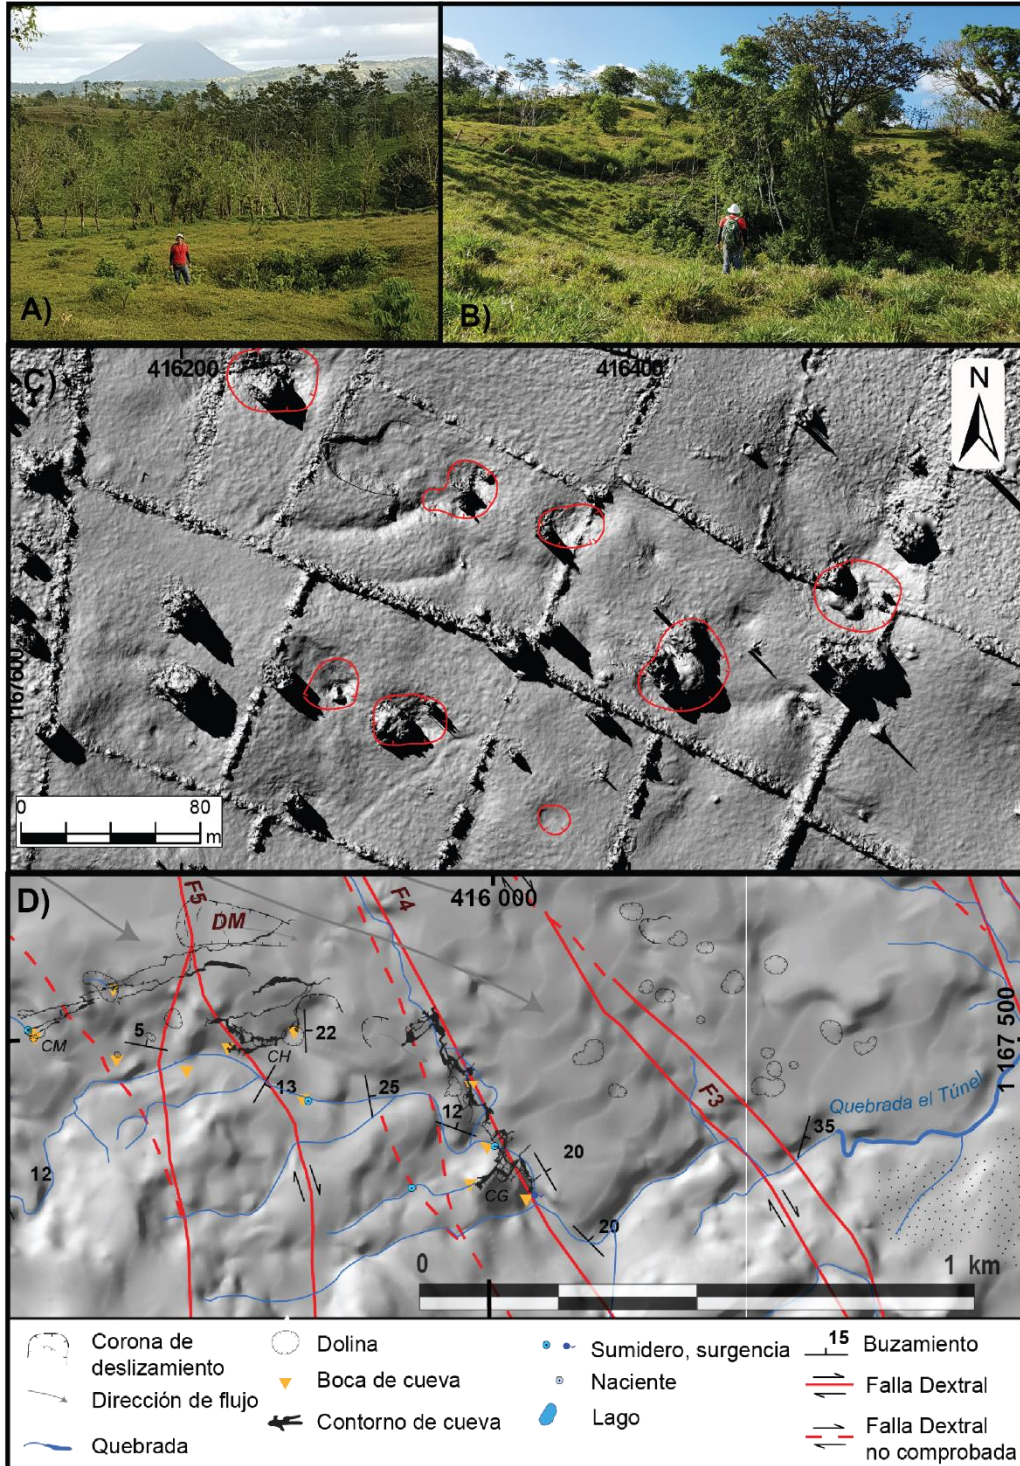 A)
B)
C)
416200
416400
N
1167600
0
80
m
D)
F5
DM
F4
416 000
5
22
CM
CH
13
25
12
12
20
CG
20
F3
35
Quebrada el Túnel
1 167 500
0
1 km
Corona de
deslizamiento
Dirección de flujo
Quebrada
Dolina
Boca de cueva
Contorno de cueva
Sumidero, surgencia
Naciente
Lago
15
Buzamiento
Falla Dextral
Falla Dextral
no comprobada